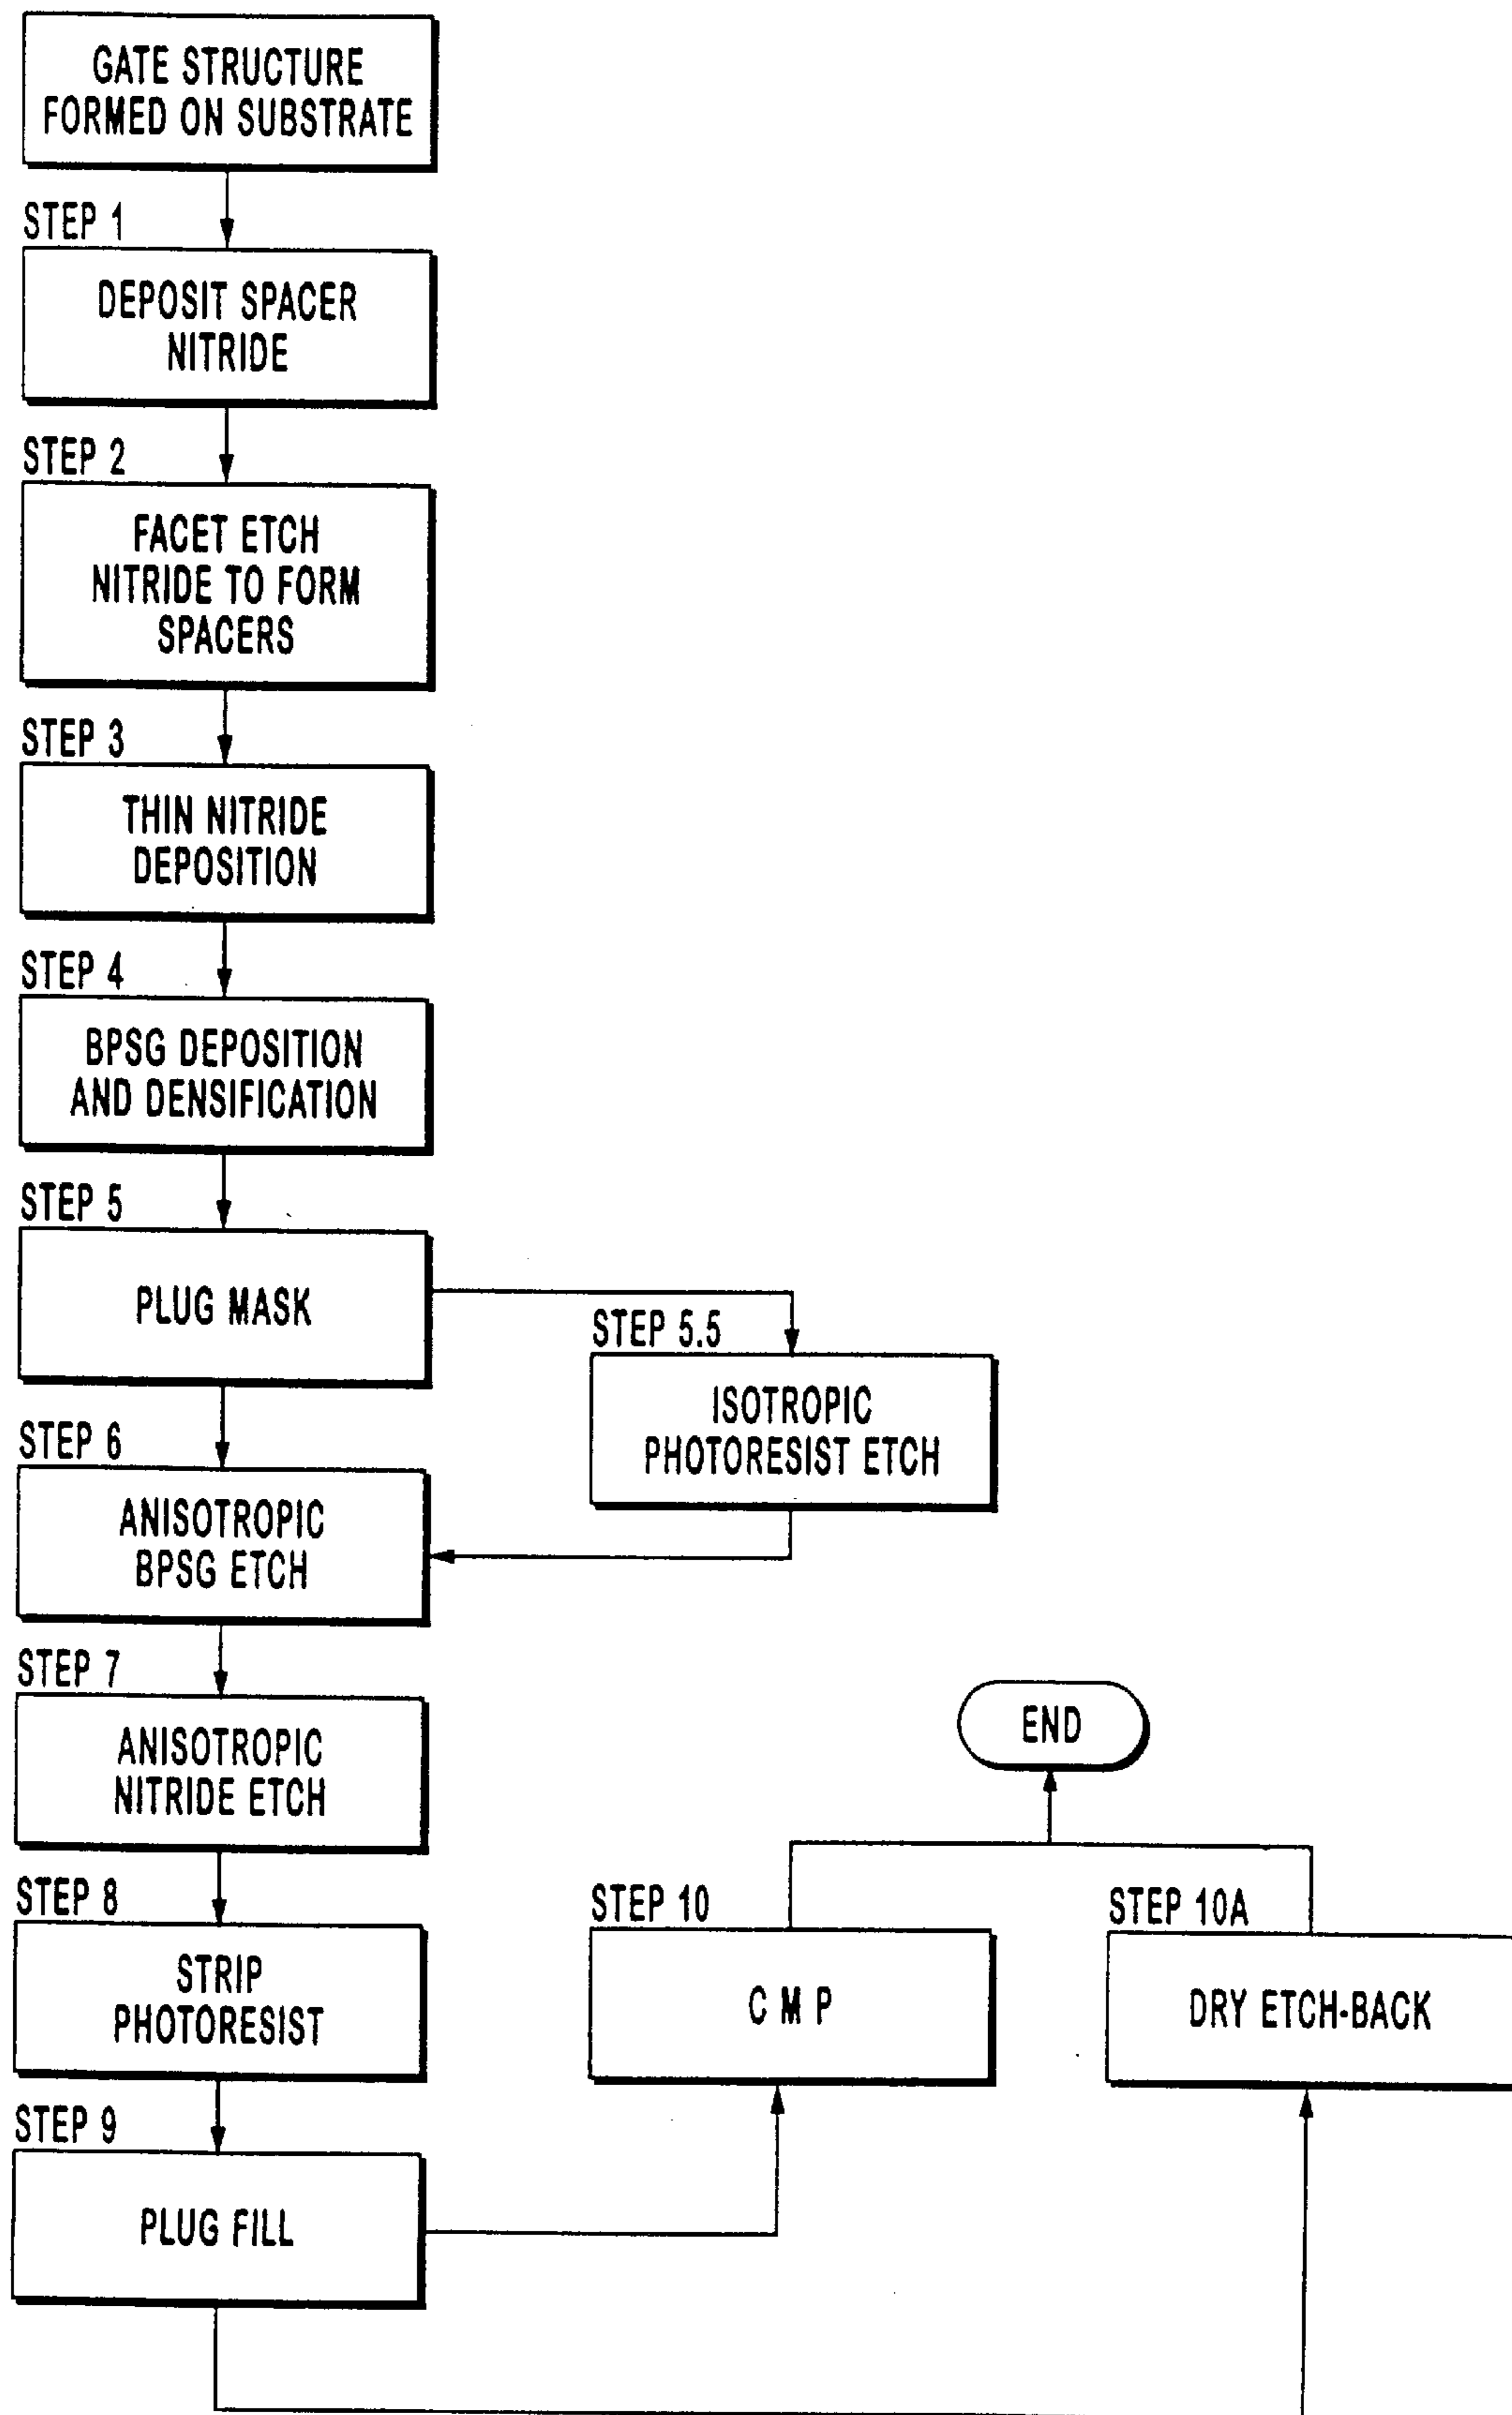 GATE STRUCTURE
FORMED ON SUBSTRATE
STEP 1
DEPOSIT SPACER
NITRIDE
STEP 2
FACET ETCH
NITRIDE TO FORM
SPACERS
STEP 3
THIN NITRIDE
DEPOSITION
STEP 4
BPSG DEPOSITION
AND DENSIFICATION
STEP 5
PLUG MASK
STEP 5.5
ISOTROPIC
PHOTORESIST ETCH
STEP 6
ANISOTROPIC
BPSG ETCH
STEP 7
ANISOTROPIC
NITRIDE ETCH
STEP 8
STRIP
PHOTORESIST
STEP 9
PLUG FILL
STEP 10
C M P
STEP 10A
DRY ETCH-BACK
END